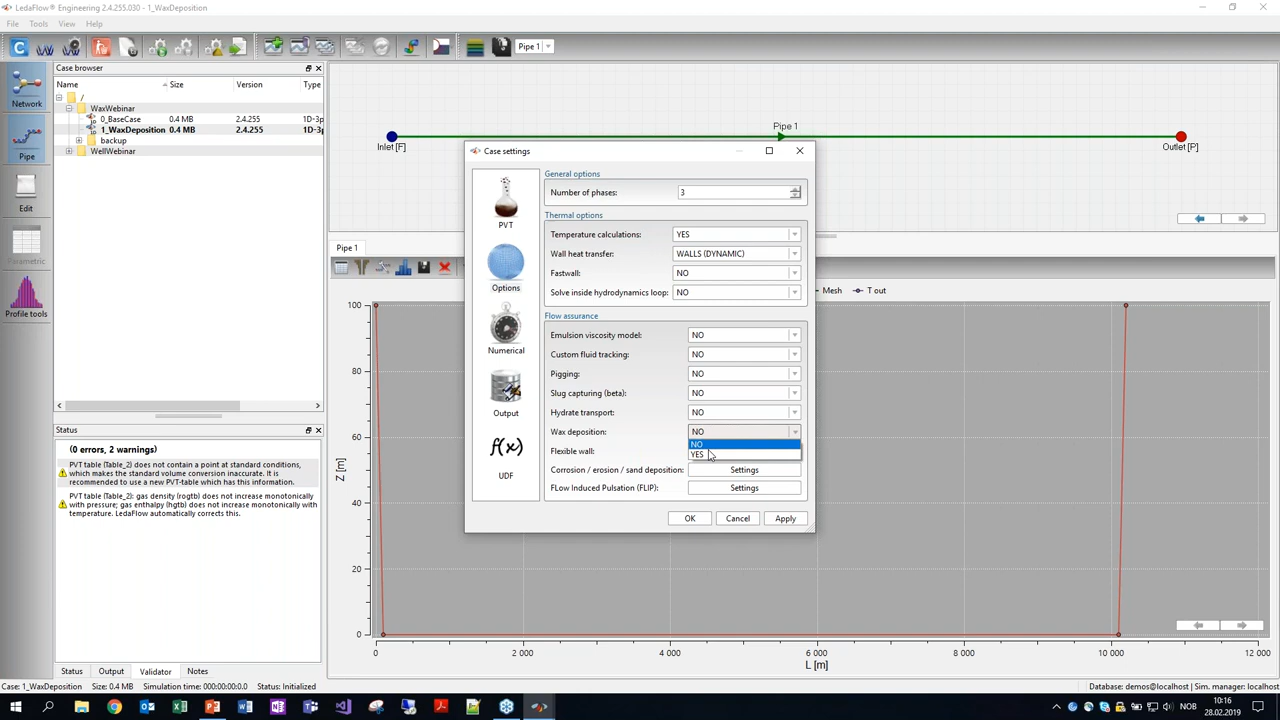 LedaFlow® Engineering 2.4.255.030 - 1_WaxDeposition
File Tools View Help
Pipe 1
Case browser
Name Size Version Type
/
WaxWebinar
0_BaseCase 0.4 MB 2.4.255 1D-3p
1_WaxDeposition 0.4 MB 2.4.255 1D-3p
backup
WellWebinar
Network
Pipe
Edit
Parametric
Profile tools
Pipe 1
Inlet [F]
Outlet [P]
Pipe 1
Mesh T out
100
80
60
40
20
0
Z [m]
0 2 000 4 000 6 000 8 000 10 000 12 000
L [m]
Case settings
PVT
Options
Numerical
Output
f(x)
UDF
General options
Number of phases: 3
Thermal options
Temperature calculations: YES
Wall heat transfer: WALLS (DYNAMIC)
Fastwall: NO
Solve inside hydrodynamics loop: NO
Flow assurance
Emulsion viscosity model: NO
Custom fluid tracking: NO
Pigging: NO
Slug capturing (beta): NO
Hydrate transport: NO
Wax deposition: NO
NO
YES
Flexible wall:
Corrosion / erosion / sand deposition: Settings
FLow Induced Pulsation (FLIP): Settings
OK Cancel Apply
Status
(0 errors, 2 warnings)
PVT table (Table_2) does not contain a point at standard conditions,
which makes the standard volume conversion inaccurate. It is
recommended to use a new PVT-table which has this information.
PVT table (Table_2): gas density (rogtb) does not increase monotonically
with pressure; gas enthalpy (hgtb) does not increase monotonically with
temperature. LedaFlow automatically corrects this.
Status Output Validator Notes
Case: 1_WaxDeposition Size: 0.4 MB Simulation time: 000:00:00:0.0 Status: Initialized
Database: demos@localhost Sim. manager: localhost
NOB
10:16
28.02.2019